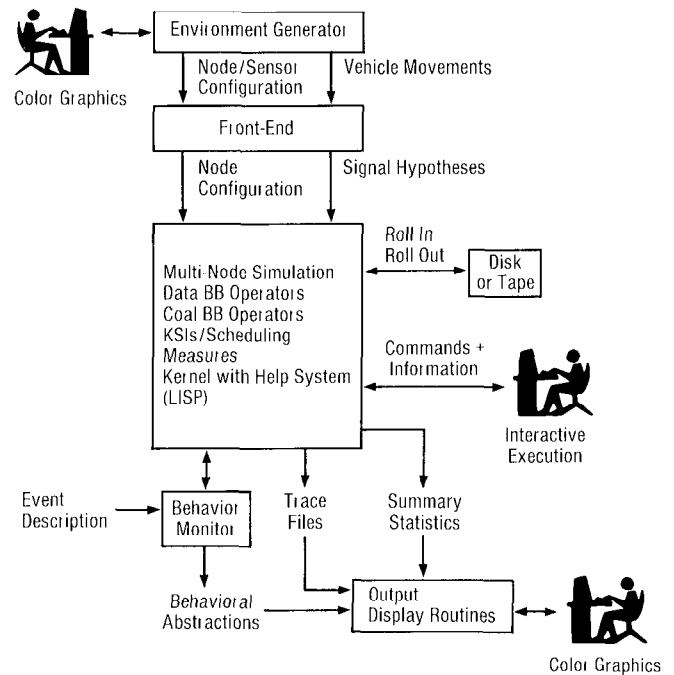 Environment Generator
Color Graphics
Node/Sensor
Configuration
Vehicle Movements
Front-End
Node
Configuration
Signal Hypotheses
Multi-Node Simulation
Data BB Operators
Coal BB Operators
KSIs/Scheduling
Measures
Kernel with Help System
(LISP)
Roll In
Roll Out
Disk
or Tape
Commands +
Information
Interactive
Execution
Event
Description
Behavior
Monitor
Trace
Files
Summary
Statistics
Behavioral
Abstractions
Output
Display Routines
Color Graphics